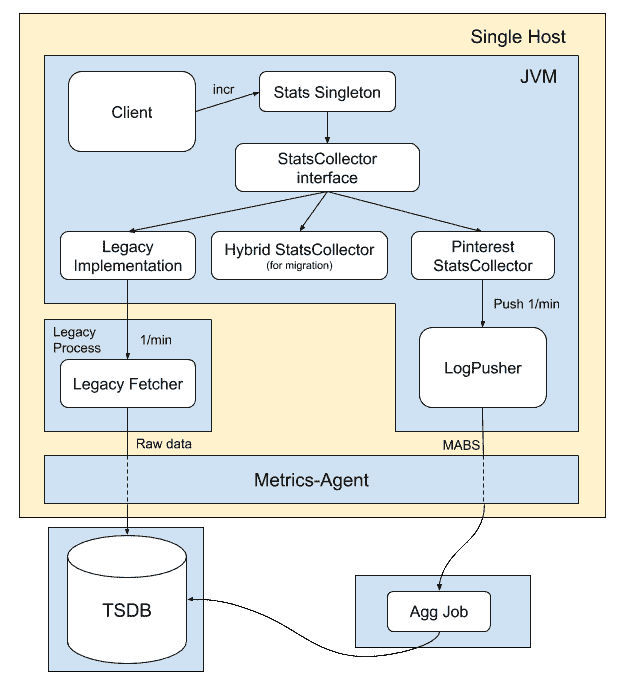 Single Host
JVM
Client
incr
Stats Singleton
StatsCollector
interface
Legacy
Implementation
Hybrid StatsCollector
(for migration)
Pinterest
StatsCollector
Legacy
Process
1/min
Push 1/min
Legacy Fetcher
LogPusher
Raw data
MABS
Metrics-Agent
TSDB
Agg Job